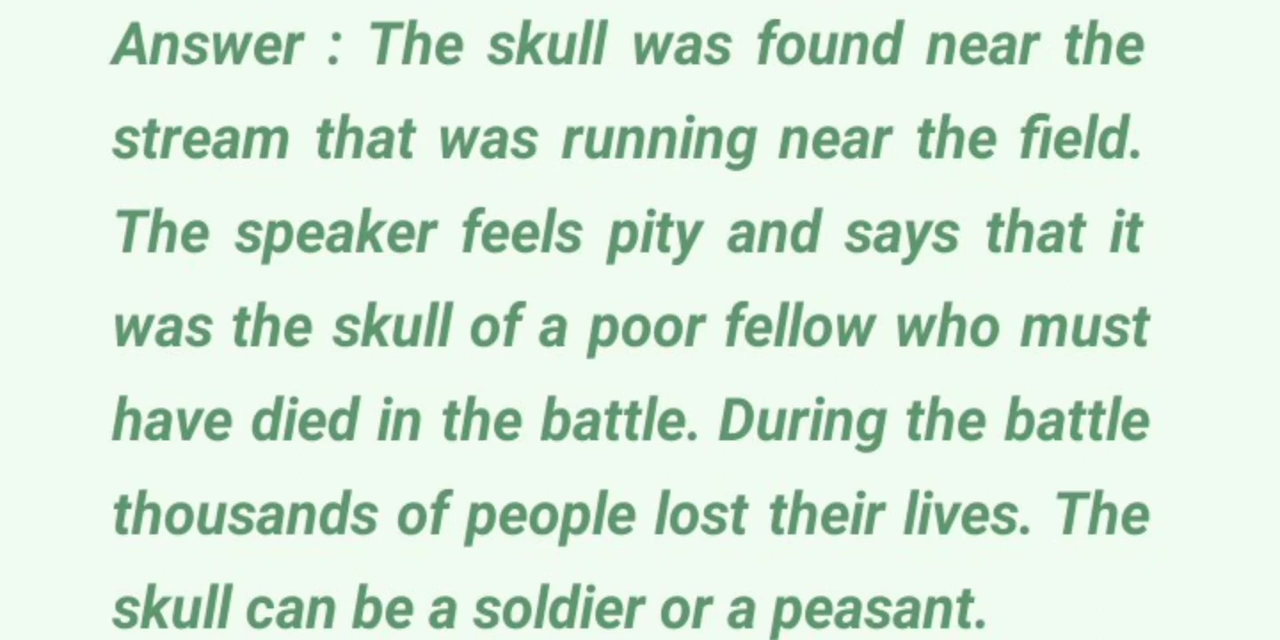 Answer : The skull was found near the
stream that was running near the field.
The speaker feels pity and says that it
was the skull of a poor fellow who must
have died in the battle. During the battle
thousands of people lost their lives. The
skull can be a soldier or a peasant.